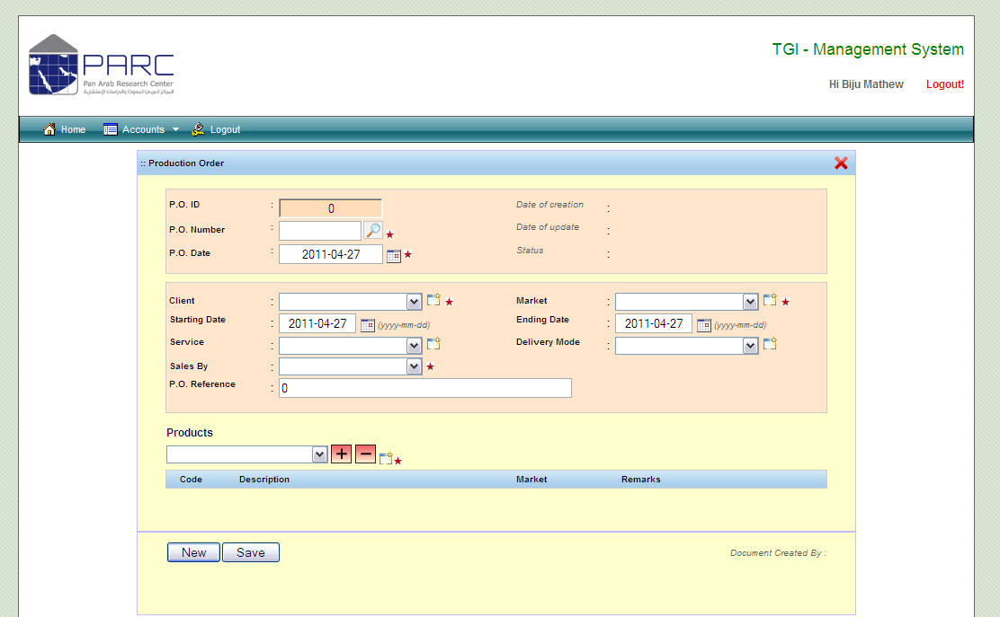 TGI - Management System
PARC
Pan Arab Research Center
المركز العربي للبحوث والدراسات الإستشارية
Hi Biju Mathew Logout!
Home Accounts Logout
:: Production Order
P.O. ID : 0 Date of creation :
P.O. Number : * Date of update :
P.O. Date : 2011-04-27 * Status :
Client : * Market : *
Starting Date : 2011-04-27 (yyyy-mm-dd) Ending Date : 2011-04-27 (yyyy-mm-dd)
Service : Delivery Mode :
Sales By : *
P.O. Reference : 0
Products
+ − *
Code Description Market Remarks
New Save Document Created By :